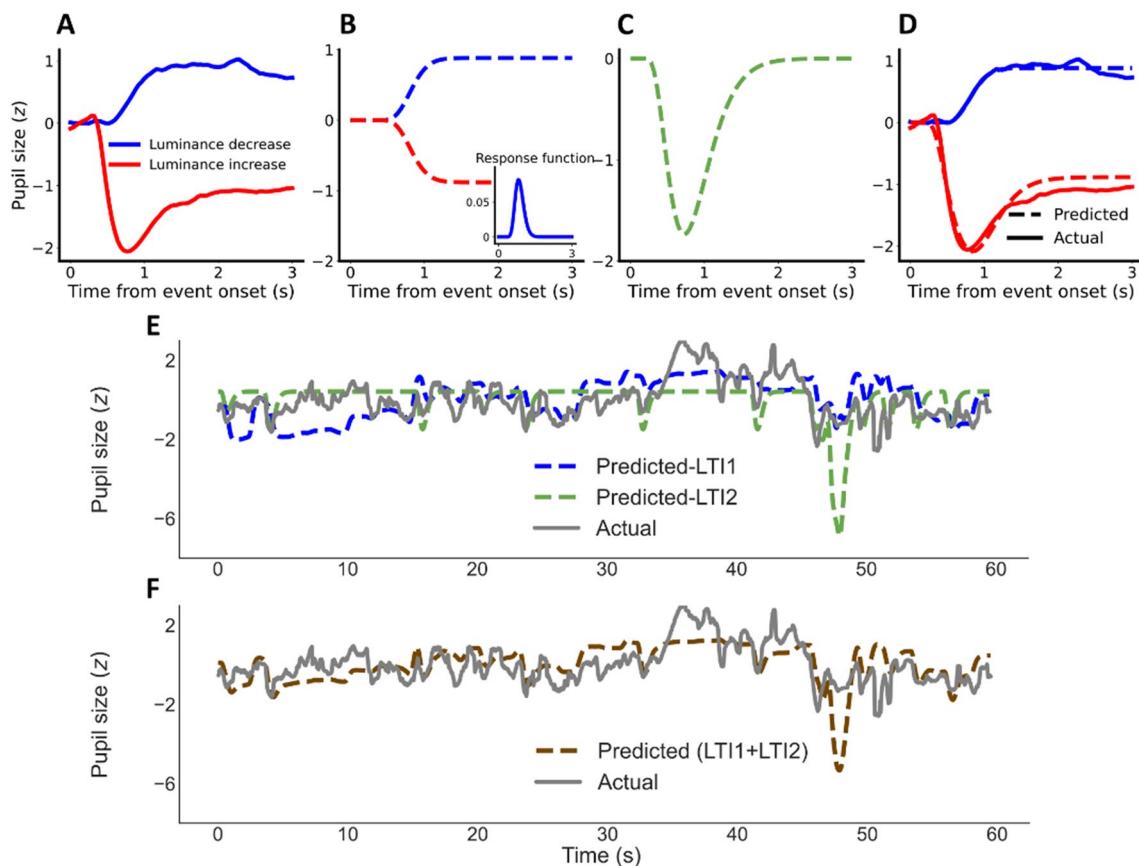 A
B
C
D
Pupil size (z)
1
0
−1
−2
Luminance decrease
Luminance increase
0
1
2
3
Time from event onset (s)
1
0
−1
−2
Response function
0.05
0
0
3
0
1
2
3
Time from event onset (s)
0
−1
−2
0
1
2
3
Time from event onset (s)
1
0
−1
−2
Predicted
Actual
0
1
2
3
Time from event onset (s)
E
Pupil size (z)
2
−2
−6
Predicted-LTI1
Predicted-LTI2
Actual
0
10
20
30
40
50
60
F
Pupil size (z)
2
−2
−6
Predicted (LTI1+LTI2)
Actual
0
10
20
30
40
50
60
Time (s)